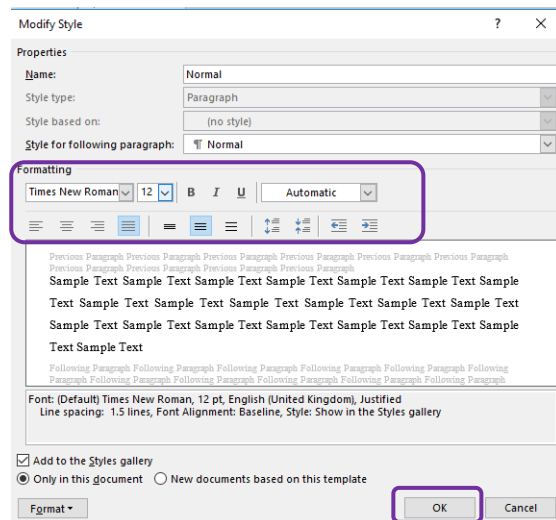 Modify Style ? ×
Properties
Name: Normal
Style type: Paragraph
Style based on: (no style)
Style for following paragraph: ¶ Normal
Formatting
Times New Roman 12 B I U Automatic
Previous Paragraph Previous Paragraph Previous Paragraph Previous Paragraph Previous Paragraph Previous Paragraph
Previous Paragraph Previous Paragraph Previous Paragraph Previous Paragraph
Sample Text Sample Text Sample Text Sample Text Sample Text Sample Text Sample
Text Sample Text Sample Text Sample Text Sample Text Sample Text Sample Text
Sample Text Sample Text Sample Text Sample Text Sample Text Sample Text Sample
Text Sample Text
Following Paragraph Following Paragraph Following Paragraph Following Paragraph Following Paragraph Following
Paragraph Following Paragraph Following Paragraph Following Paragraph Following Paragraph Following Paragraph
Font: (Default) Times New Roman, 12 pt, English (United Kingdom), Justified
Line spacing: 1.5 lines, Font Alignment: Baseline, Style: Show in the Styles gallery
Add to the Styles gallery
Only in this document New documents based on this template
Format OK Cancel